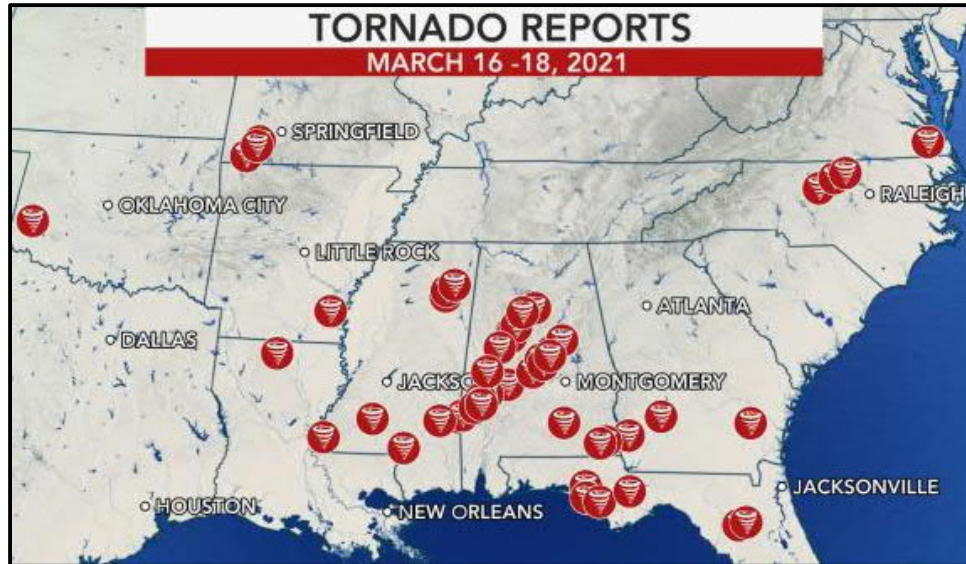 TORNADO REPORTS
MARCH 16 -18, 2021
SPRINGFIELD
OKLAHOMA CITY
RALEIGH
LITTLE ROCK
ATLANTA
DALLAS
JACKSO
MONTGOMERY
JACKSONVILLE
HOUSTON
NEW ORLEANS